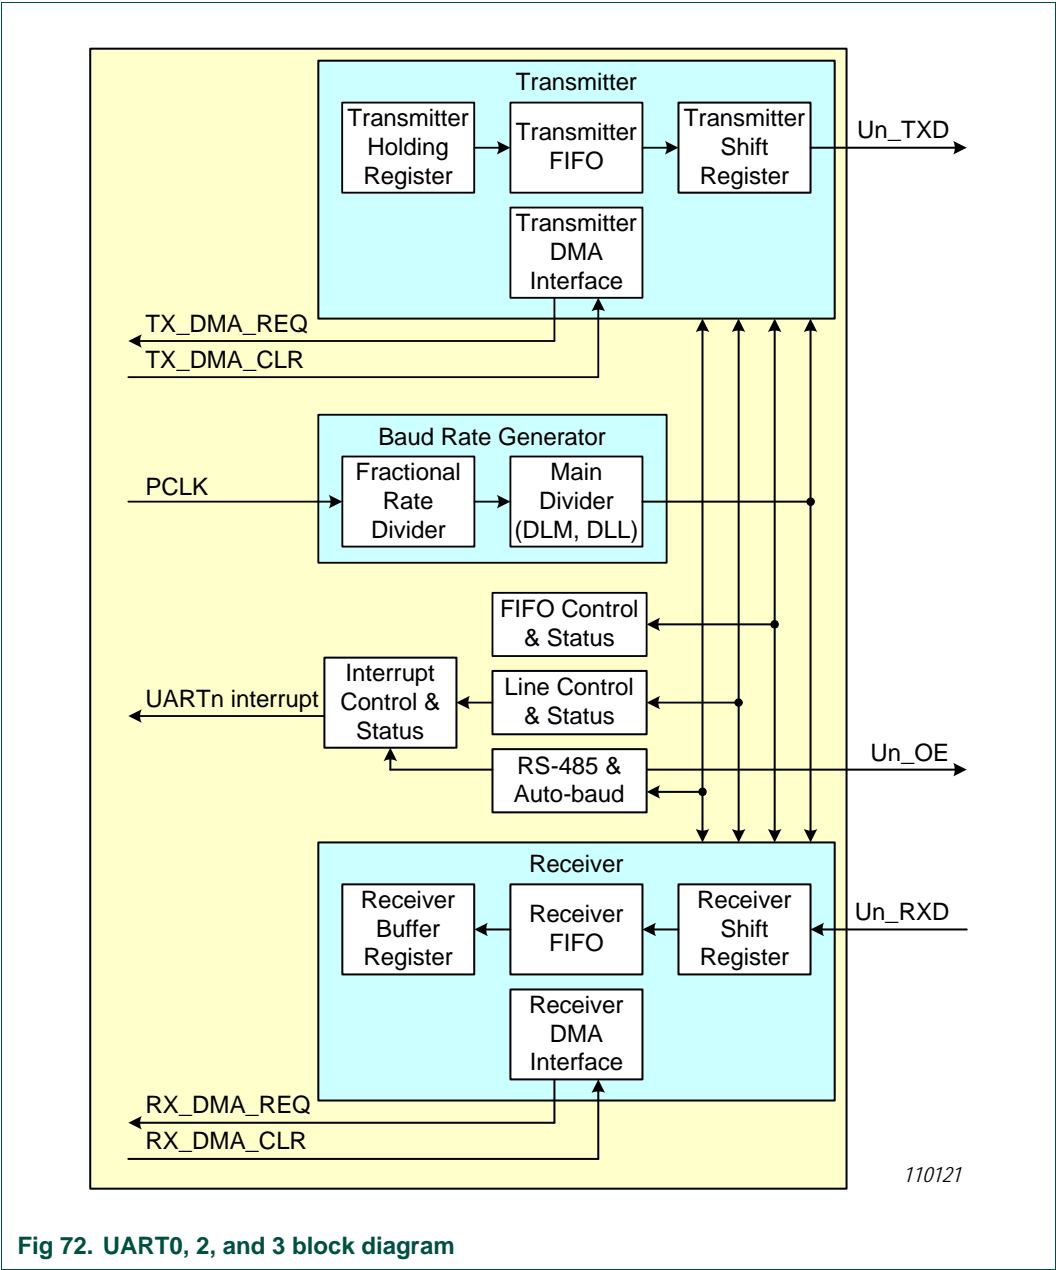 Transmitter
Transmitter
Holding
Register
Transmitter
FIFO
Transmitter
Shift
Register
Un_TXD
Transmitter
DMA
Interface
TX_DMA_REQ
TX_DMA_CLR
Baud Rate Generator
PCLK
Fractional
Rate
Divider
Main
Divider
(DLM, DLL)
FIFO Control
& Status
UARTn interrupt
Interrupt
Control &
Status
Line Control
& Status
RS-485 &
Auto-baud
Un_OE
Receiver
Receiver
Buffer
Register
Receiver
FIFO
Receiver
Shift
Register
Un_RXD
Receiver
DMA
Interface
RX_DMA_REQ
RX_DMA_CLR
110121
Fig 72. UART0, 2, and 3 block diagram